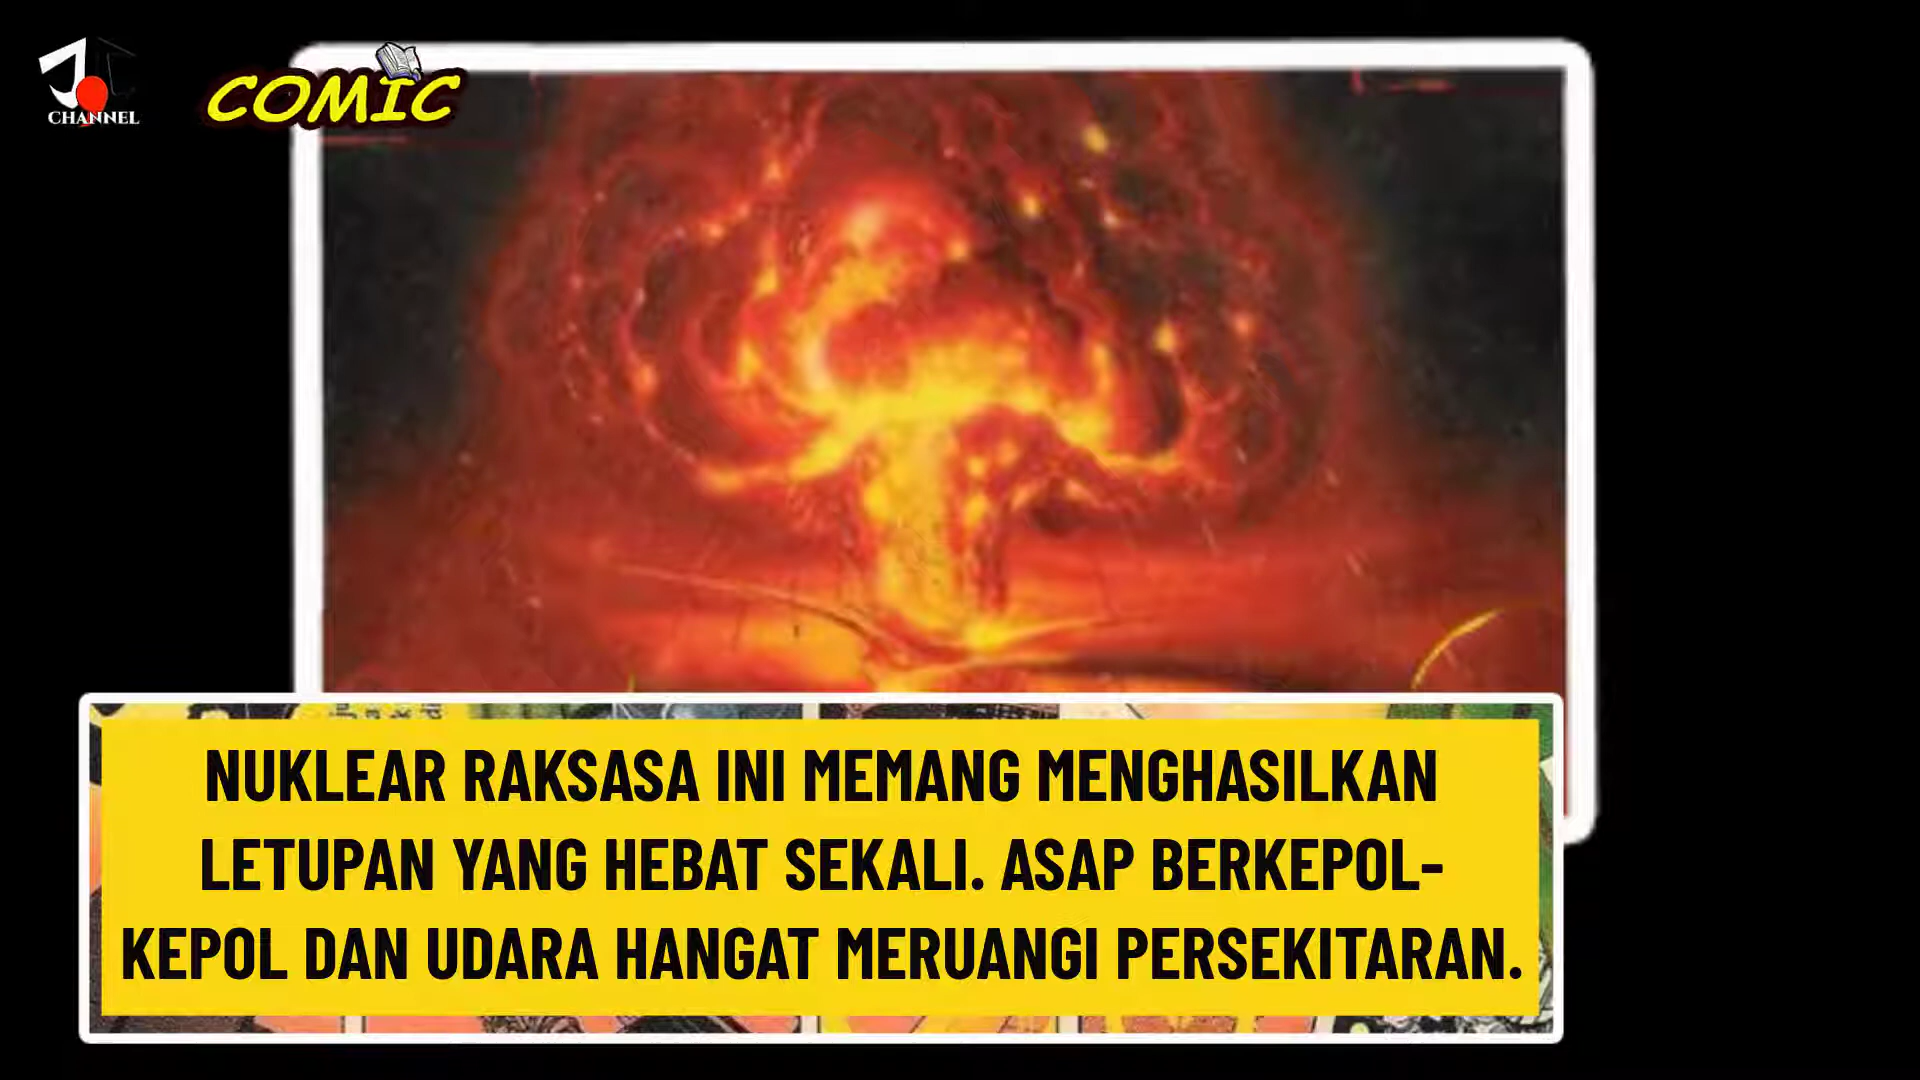 CHANNEL
COMIC
NUKLEAR RAKSASA INI MEMANG MENGHASILKAN
LETUPAN YANG HEBAT SEKALI. ASAP BERKEPOL-
KEPOL DAN UDARA HANGAT MERUANGI PERSEKITARAN.